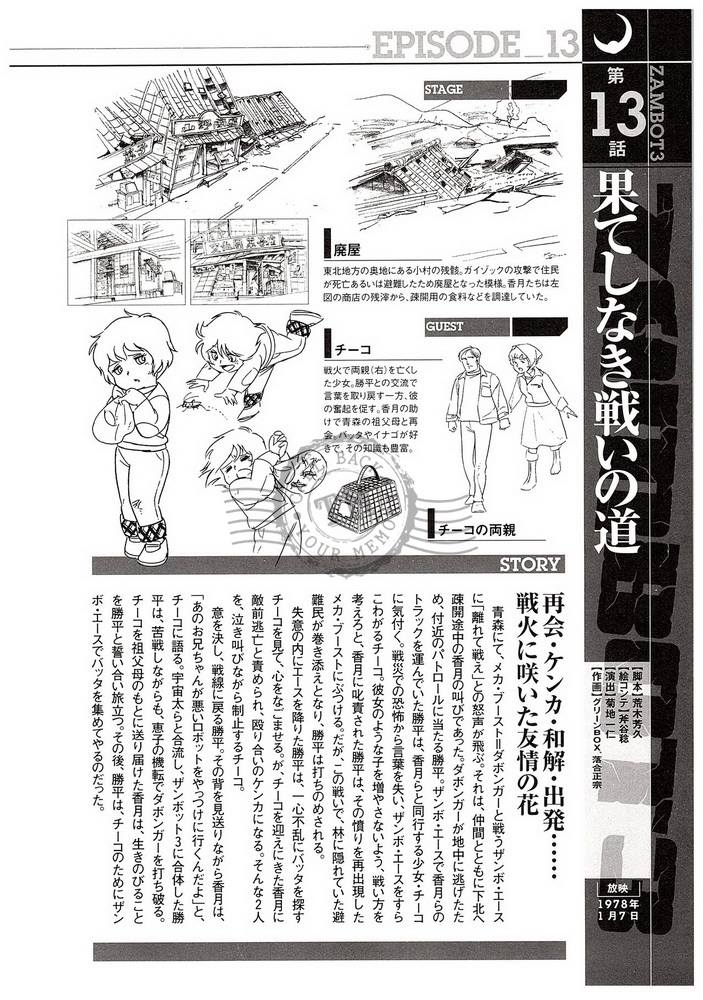 EPISODE_13
ZAMBOT3
第
13
話
果てしなき戦いの道
【脚本】荒木芳久
【絵コンテ】斧谷稔
【演出】菊地一仁
【作画】グリーンBOX、落合正宗
放映
1978年
1月7日
STAGE
廃屋
東北地方の奥地にある小村の残骸。ガイゾックの攻撃で住民
が死亡あるいは避難したため廃屋となった模様。香月たちは左
図の商店の残滓から、疎開用の食料などを調達していた。
GUEST
チーコ
戦火で両親(右)を亡くし
た少女。勝平との交流で
言葉を取り戻す一方、彼
の奮起を促す。香月の助
けで青森の祖父母と再
会。バッタやイナゴが好
きで、その知識も豊富。
チーコの両親
STORY
再会・ケンカ・和解・出発……
戦火に咲いた友情の花
青森にて、メカ・ブースト=ダボンガーと戦うザンボ・エース
に「離れて戦え」との怒声が飛ぶ。それは、仲間とともに下北へ
疎開途中の香月の叫びであった。ダボンガーが地中に逃げたた
め、付近のパトロールに当たる勝平。ザンボ・エースで香月らの
トラックを運んでいた勝平は、香月らと同行する少女・チーコ
に気付く。戦災での恐怖から言葉を失い、ザンボ・エースをすら
こわがるチーコ。彼女のような子を増やさないよう、戦い方を
考えろと、香月に叱責された勝平は、その憤りを再出現した
メカ・ブーストにぶつける。だが、この戦いで、林に隠れていた避
難民が巻き添えとなり、勝平は打ちのめされる。
失意の内にエースを降りた勝平は、一心不乱にバッタを探す
チーコを見て、心をなごませる。が、チーコを迎えにきた香月に
敵前逃亡と責められ、殴り合いのケンカになる。そんな2人
を、泣き叫びながら制止するチーコ。
意を決し、戦線に戻る勝平。その背を見送りながら香月は、
「あのお兄ちゃんが悪いロボットをやっつけに行くんだよ」と、
チーコに語る。宇宙太らと合流し、ザンボット3に合体した勝
平は、苦戦しながらも、恵子の機転でダボンガーを打ち破る。
チーコを祖父母のもとに送り届けた香月は、生きのびること
を勝平と誓い合い旅立つ。その後、勝平は、チーコのためにザン
ボ・エースでバッタを集めてやるのだった。